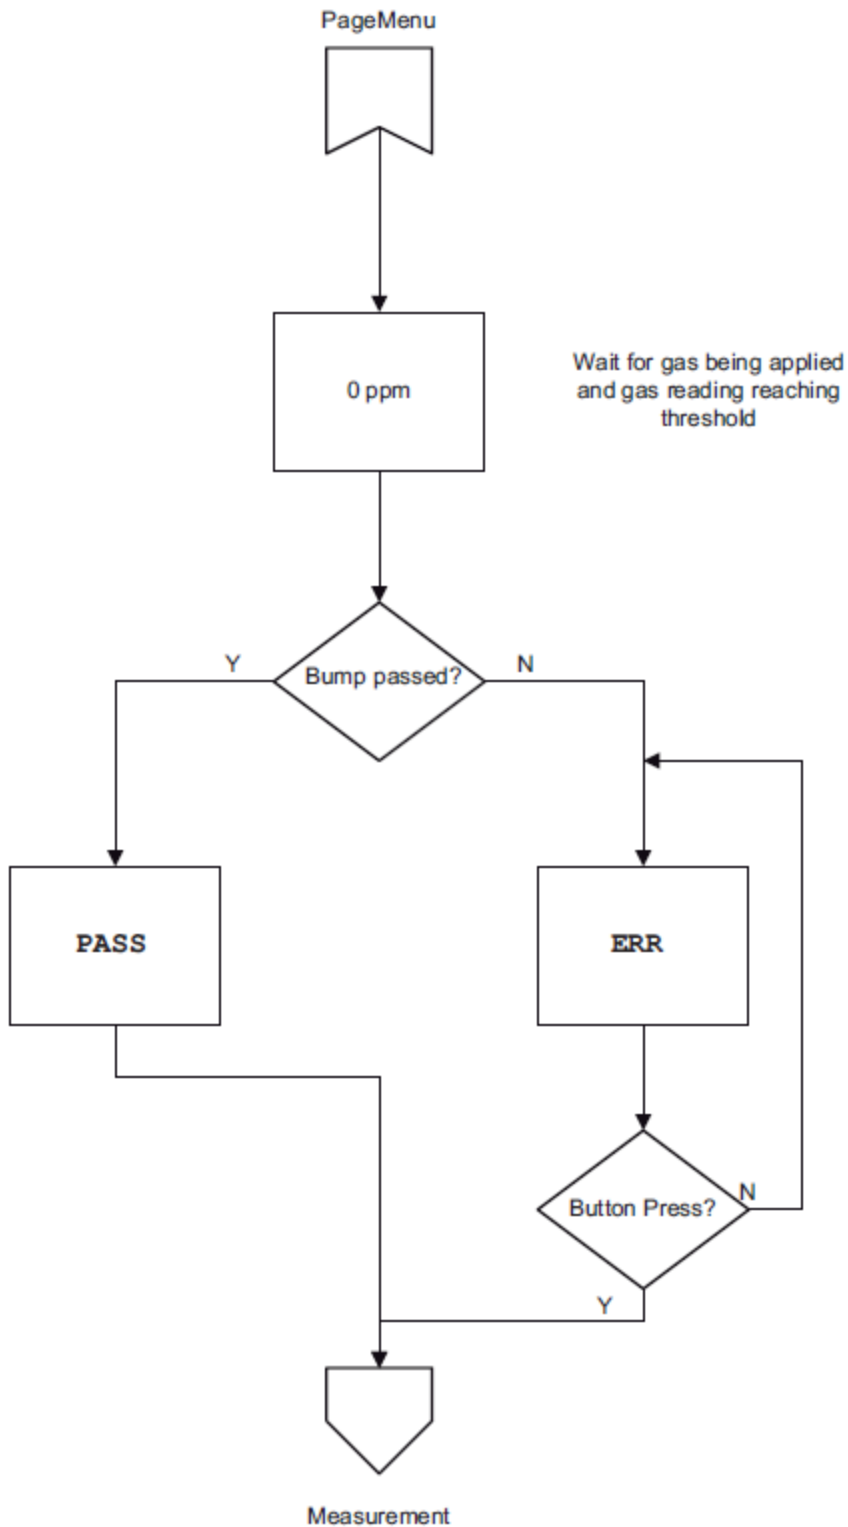 PageMenu
0 ppm
Wait for gas being applied
and gas reading reaching
threshold
Y
N
Bump passed?
PASS
ERR
N
Button Press?
Y
Measurement